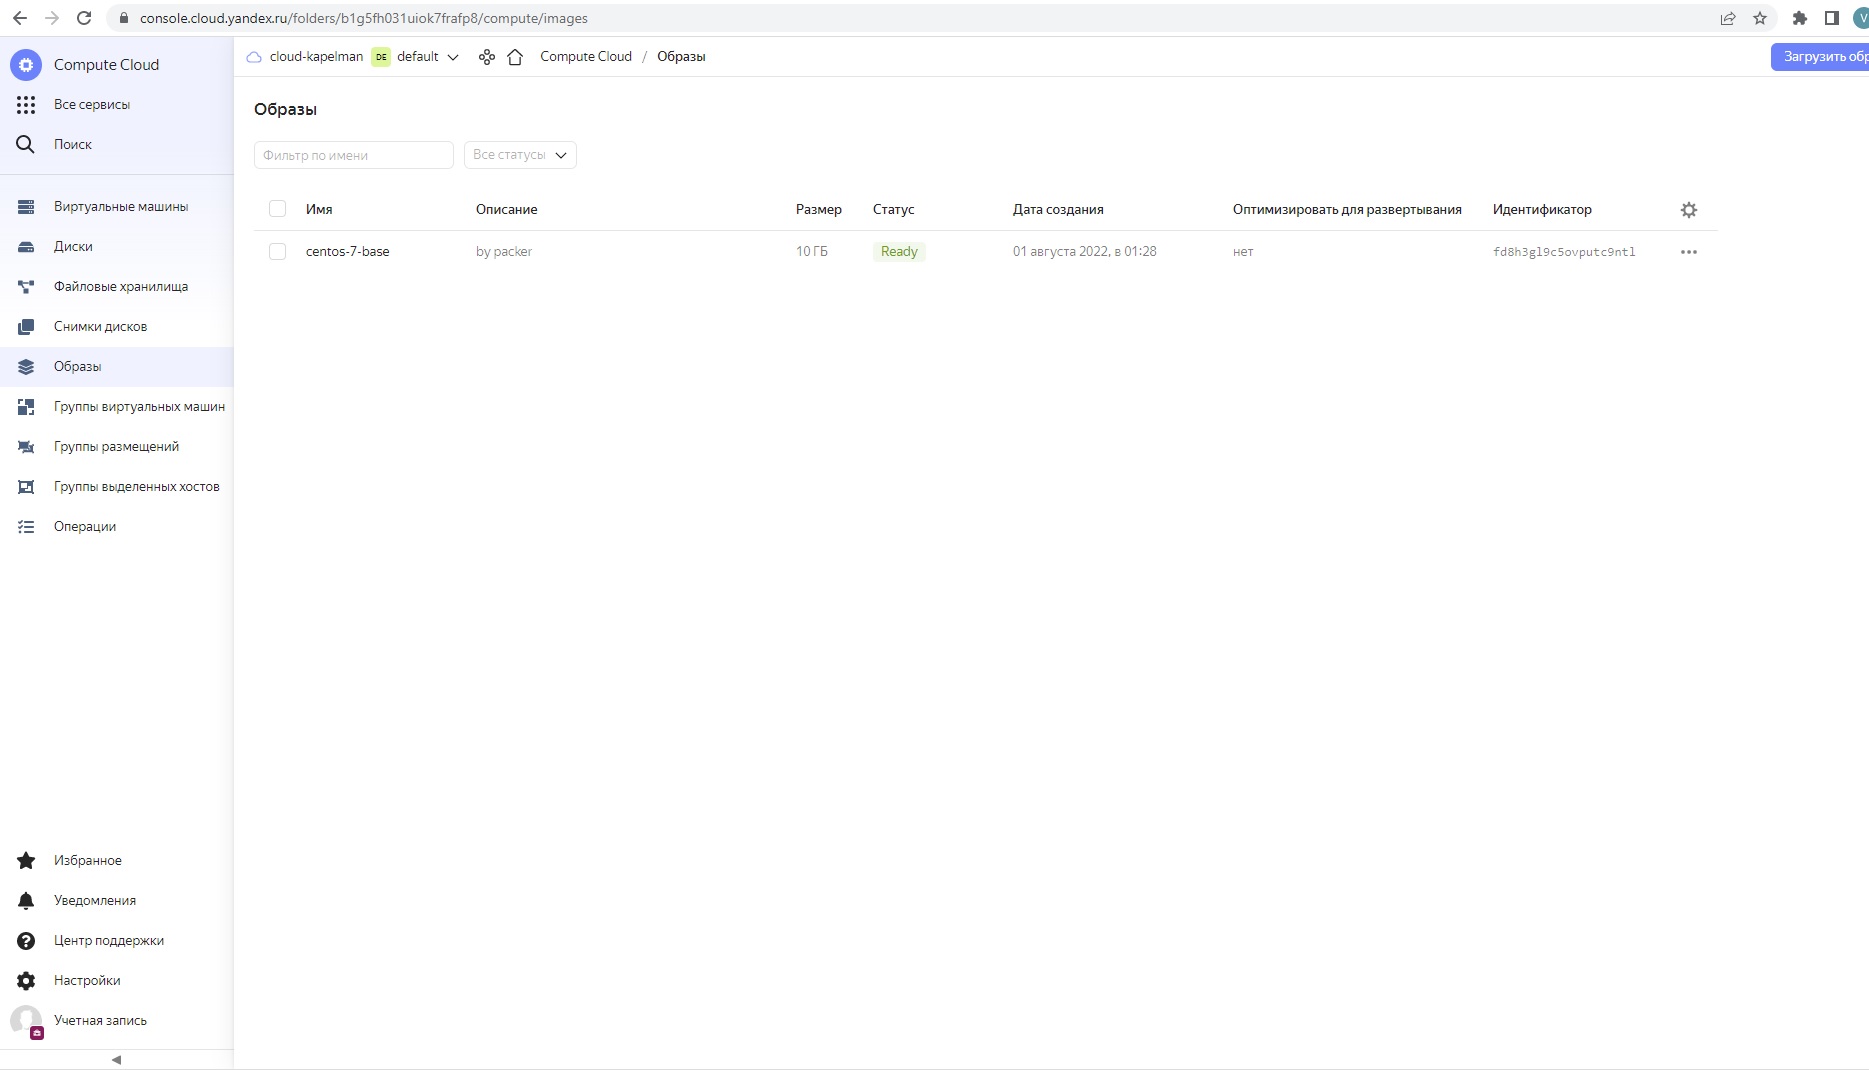 console.cloud.yandex.ru/folders/b1g5fh031uiok7frafp8/compute/images
V
Compute Cloud
Все сервисы
Поиск
Виртуальные машины
Диски
Файловые хранилища
Снимки дисков
Образы
Группы виртуальных машин
Группы размещений
Группы выделенных хостов
Операции
Избранное
Уведомления
Центр поддержки
Настройки
Учетная запись
cloud-kapelman DE default Compute Cloud / Образы
Загрузить обр
Образы
Фильтр по имени Все статусы
Имя Описание Размер Статус Дата создания Оптимизировать для развертывания Идентификатор
centos-7-base by packer 10 ГБ Ready 01 августа 2022, в 01:28 нет fd8h3gl9c5ovputc9ntl